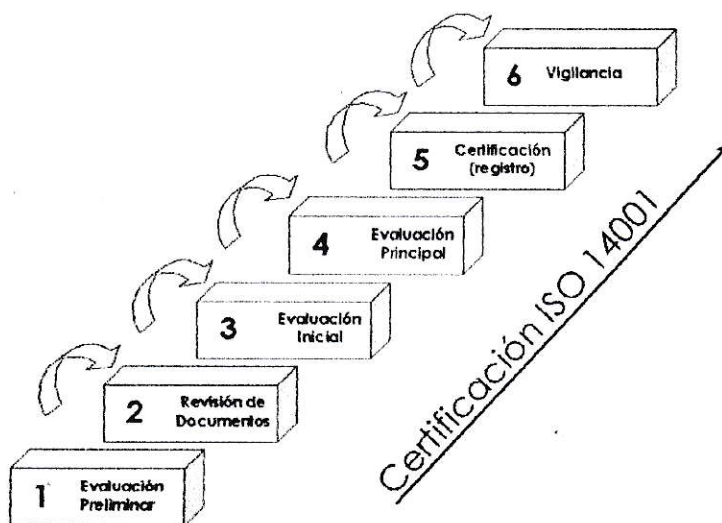 6 Vigilancia
5 Certificación
(registro)
4 Evaluación
Principal
3 Evaluación
Inicial
2 Revisión de
Documentos
1 Evaluación
Preliminar
Certificación ISO 14001